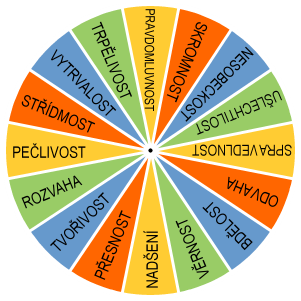 PRAVDOMLUVNOST
SKROMNOST
NESOBECKOST
UŠLECHTILOST
SPRAVEDLNOST
ODVAHA
BDĚLOST
VĚRNOST
NADŠENÍ
PŘESNOST
TVOŘIVOST
ROZVAHA
PEČLIVOST
STŘÍDMOST
VYTRVALOST
TRPĚLIVOST